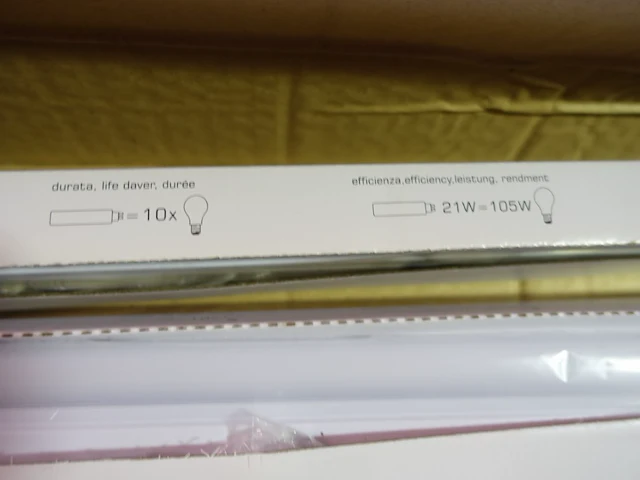 durata, life daver, durée
= 10x
efficienza,efficiency,leistung, rendment
21W=105W